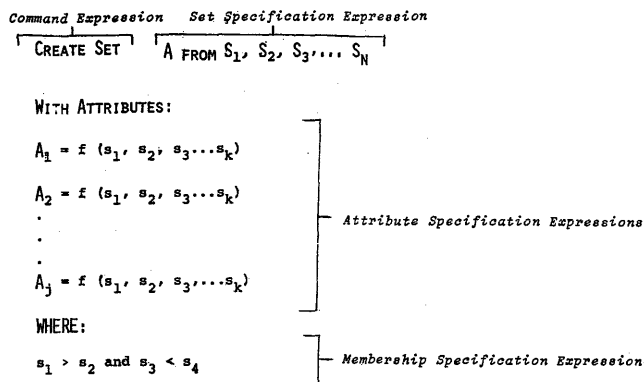 Command Expression Set Specification Expression
CREATE SET A FROM S1, S2, S3,... SN
WITH ATTRIBUTES:
A1 = f (s1, s2, s3...sk)
A2 = f (s1, s2, s3...sk)
.
.
.
Aj = f (s1, s2, s3,...sk)
Attribute Specification Expressions
WHERE:
s1 > s2 and s3 < s4
Membership Specification Expression